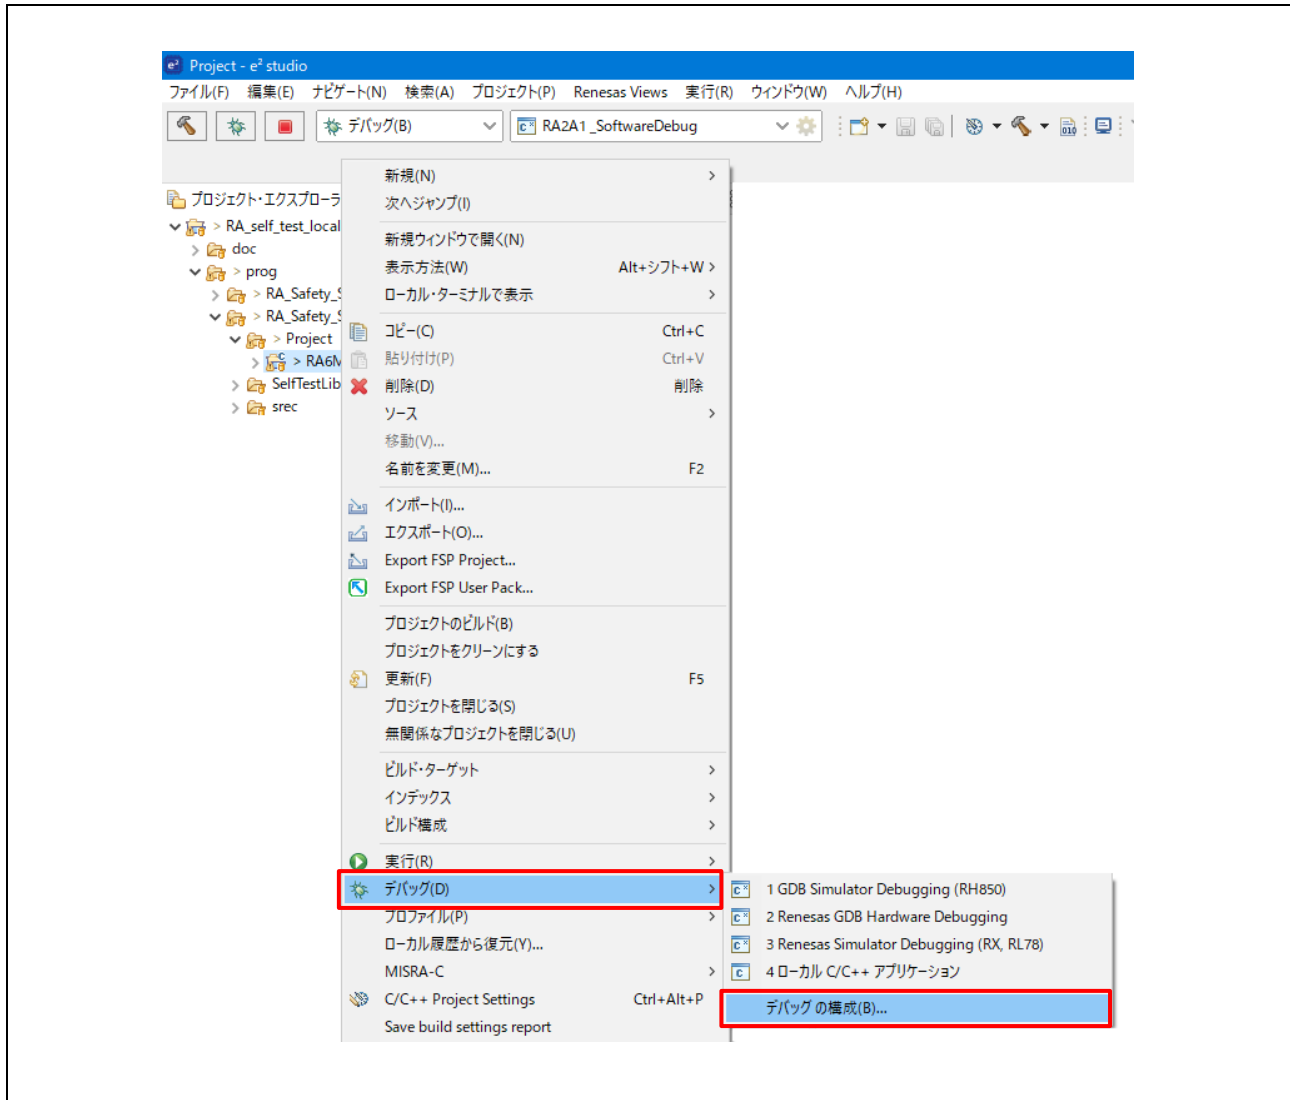 Project - e² studio
ファイル(F) 編集(E) ナビゲート(N) 検索(A) プロジェクト(P) Renesas Views 実行(R) ウィンドウ(W) ヘルプ(H)
デバッグ(B) RA2A1 _SoftwareDebug
プロジェクト・エクスプローラ
> RA_self_test_local
doc
> prog
> RA_Safety_
> RA_Safety_
> Project
> RA6M
SelfTestLib
srec
新規(N)
次へジャンプ(I)
新規ウィンドウで開く(N)
表示方法(W) Alt+シフト+W >
ローカル・ターミナルで表示
コピー(C) Ctrl+C
貼り付け(P) Ctrl+V
削除(D) 削除
ソース
移動(V)...
名前を変更(M)... F2
インポート(I)...
エクスポート(O)...
Export FSP Project...
Export FSP User Pack...
プロジェクトのビルド(B)
プロジェクトをクリーンにする
更新(F) F5
プロジェクトを閉じる(S)
無関係なプロジェクトを閉じる(U)
ビルド・ターゲット
インデックス
ビルド構成
実行(R)
デバッグ(D)
プロファイル(P)
ローカル履歴から復元(Y)...
MISRA-C
C/C++ Project Settings Ctrl+Alt+P
Save build settings report
1 GDB Simulator Debugging (RH850)
2 Renesas GDB Hardware Debugging
3 Renesas Simulator Debugging (RX, RL78)
4 ローカル C/C++ アプリケーション
デバッグ の構成(B)...